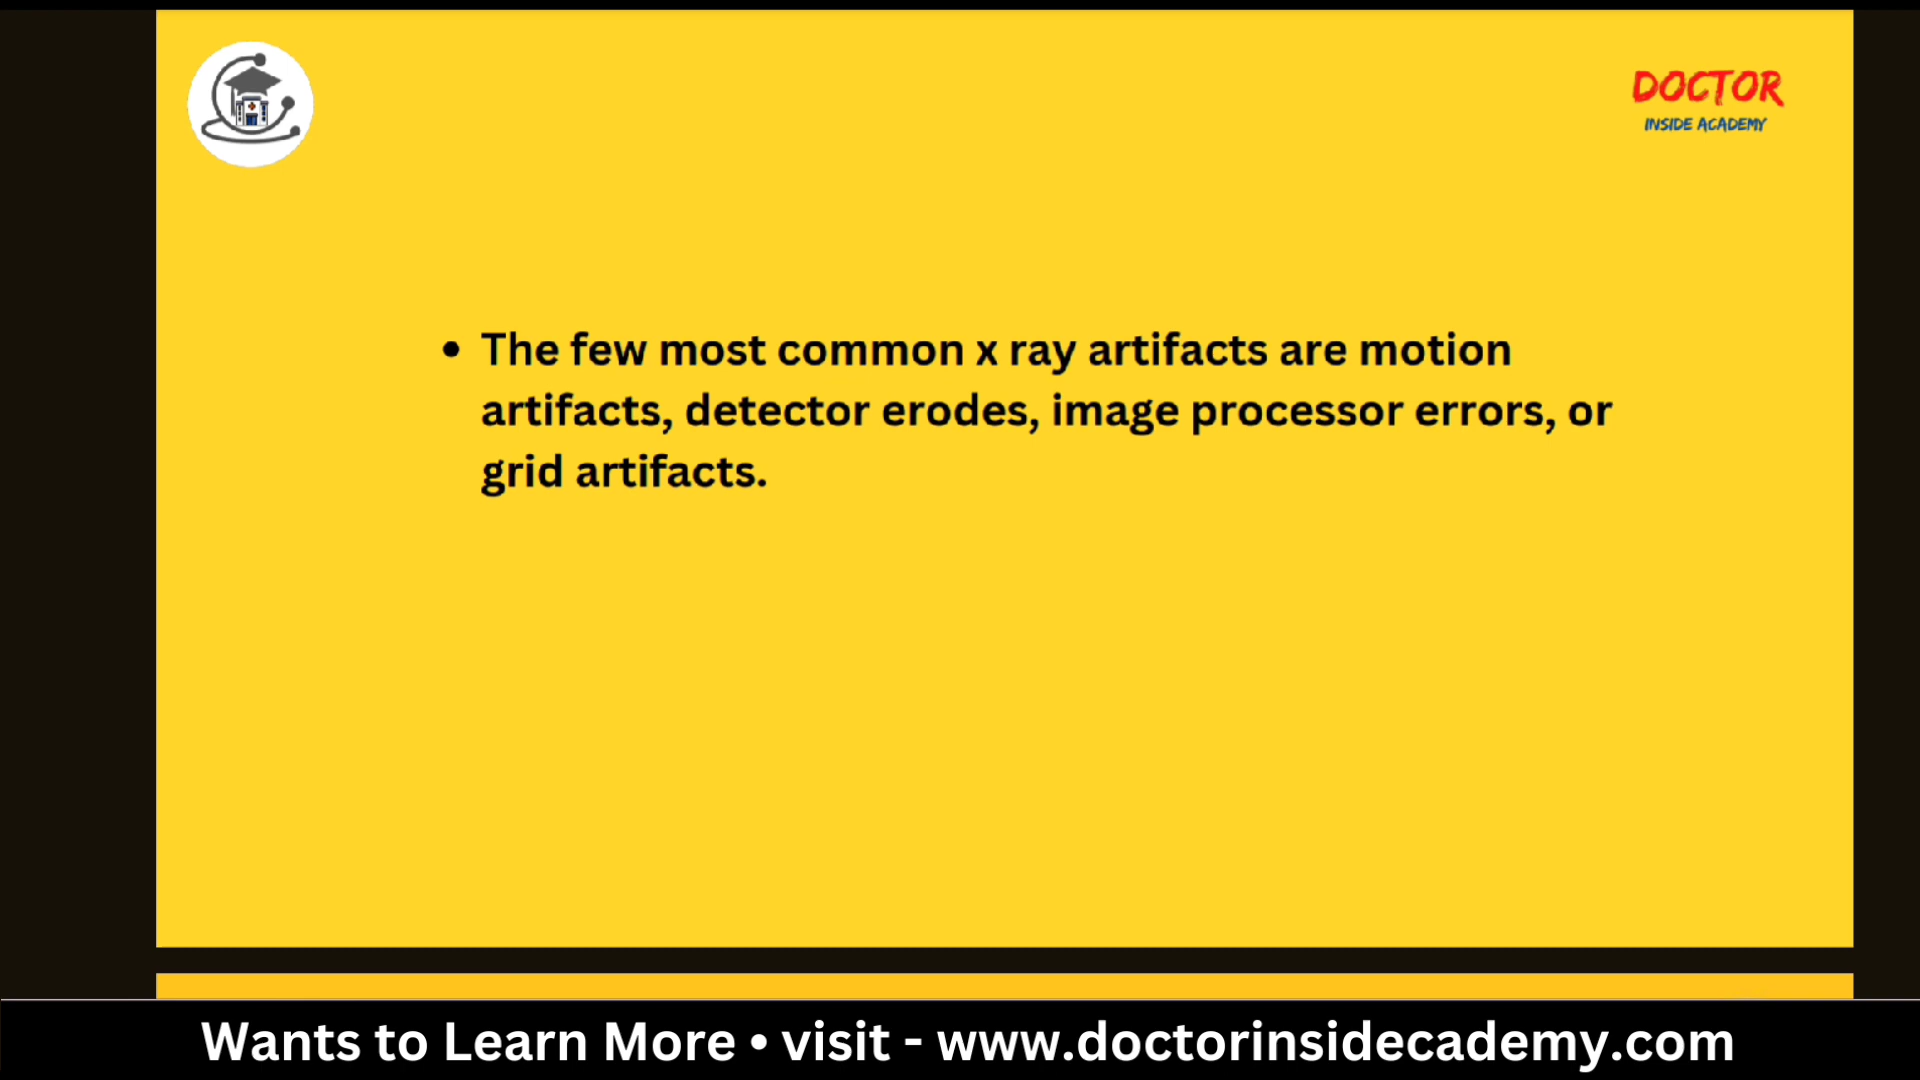 DOCTOR
INSIDE ACADEMY
• The few most common x ray artifacts are motion
artifacts, detector erodes, image processor errors, or
grid artifacts.
Wants to Learn More • visit - www.doctorinsidecademy.com